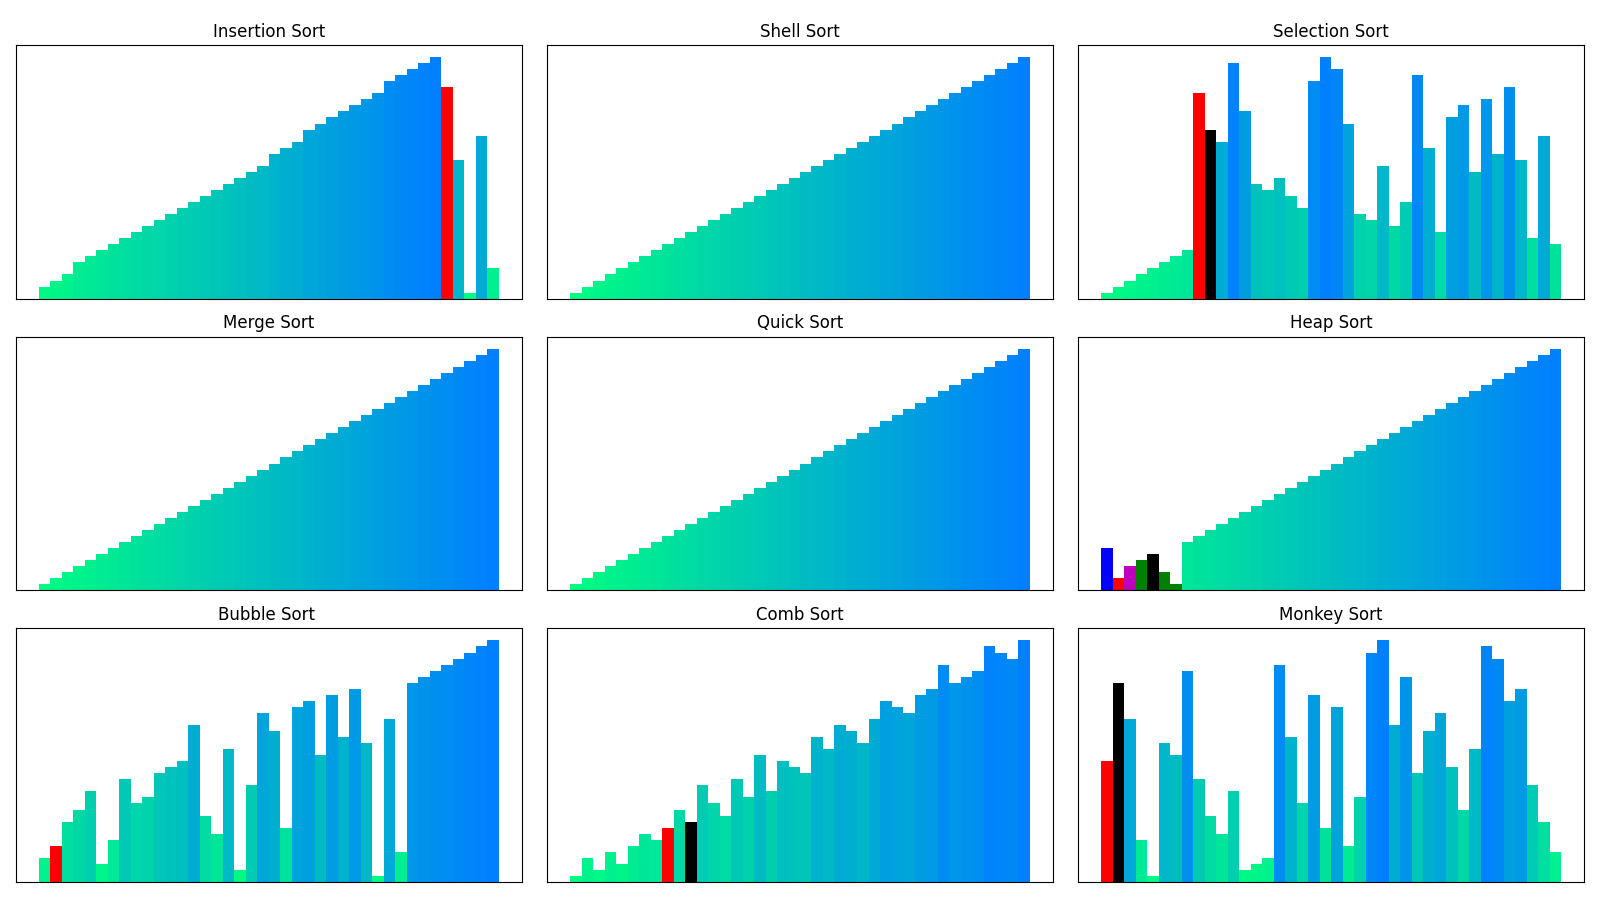 Insertion Sort
Shell Sort
Selection Sort
Merge Sort
Quick Sort
Heap Sort
Bubble Sort
Comb Sort
Monkey Sort